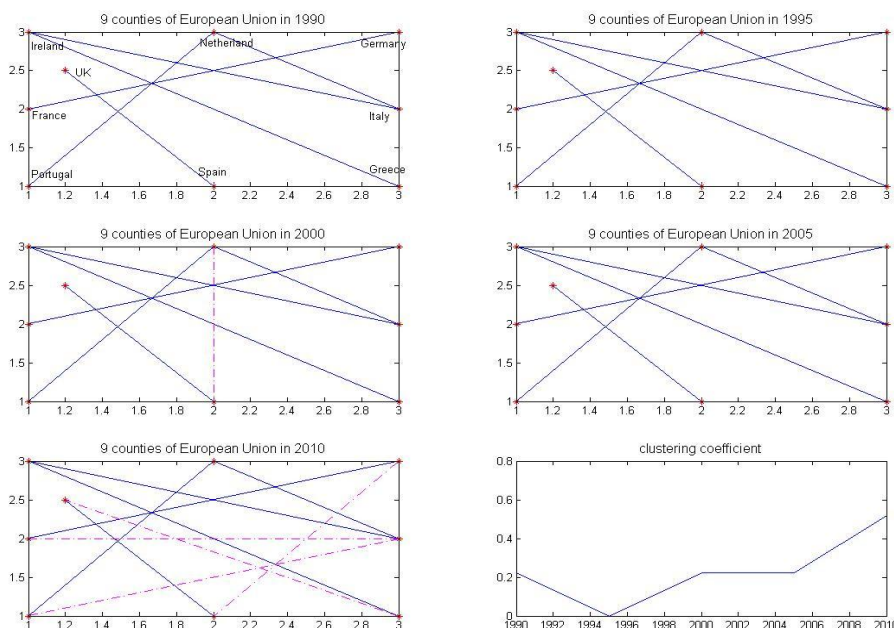 9 counties of European Union in 1990
3
2.5
2
1.5
1
Ireland
Netherland
Germany
UK
France
Italy
Portugal
Spain
Greece
1 1.2 1.4 1.6 1.8 2 2.2 2.4 2.6 2.8 3
9 counties of European Union in 1995
3
2.5
2
1.5
1
1 1.2 1.4 1.6 1.8 2 2.2 2.4 2.6 2.8 3
9 counties of European Union in 2000
3
2.5
2
1.5
1
1 1.2 1.4 1.6 1.8 2 2.2 2.4 2.6 2.8 3
9 counties of European Union in 2005
3
2.5
2
1.5
1
1 1.2 1.4 1.6 1.8 2 2.2 2.4 2.6 2.8 3
9 counties of European Union in 2010
3
2.5
2
1.5
1
1 1.2 1.4 1.6 1.8 2 2.2 2.4 2.6 2.8 3
clustering coefficient
0.8
0.6
0.4
0.2
0
1990 1992 1994 1996 1998 2000 2002 2004 2006 2008 2010